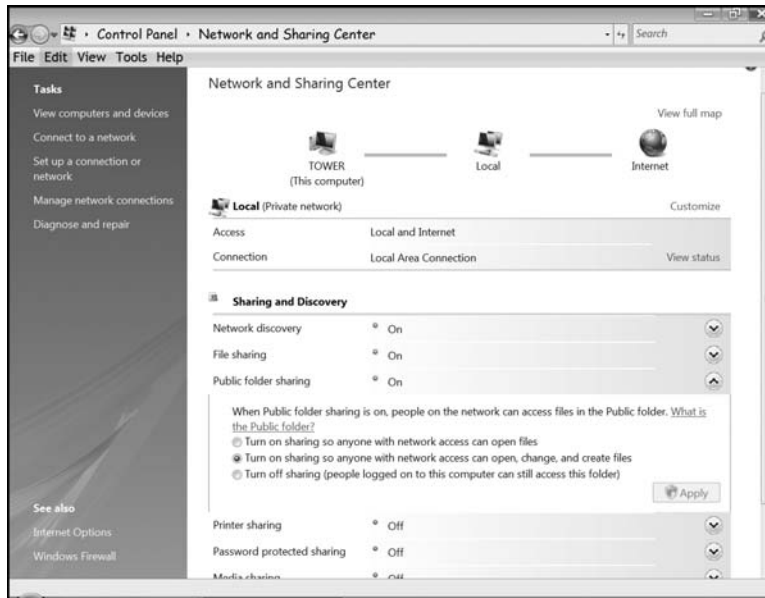 Control Panel
Network and Sharing Center
Search
File Edit View Tools Help
Tasks
View computers and devices
Connect to a network
Set up a connection or
network
Manage network connections
Diagnose and repair
See also
Internet Options
Windows Firewall
Network and Sharing Center
View full map
TOWER
(This computer)
Local
Internet
Local (Private network)
Customize
Access Local and Internet
Connection Local Area Connection View status
Sharing and Discovery
Network discovery On
File sharing On
Public folder sharing On
When Public folder sharing is on, people on the network can access files in the Public folder. What is
the Public folder?
Turn on sharing so anyone with network access can open files
Turn on sharing so anyone with network access can open, change, and create files
Turn off sharing (people logged on to this computer can still access this folder)
Apply
Printer sharing Off
Password protected sharing Off
Media sharing Off